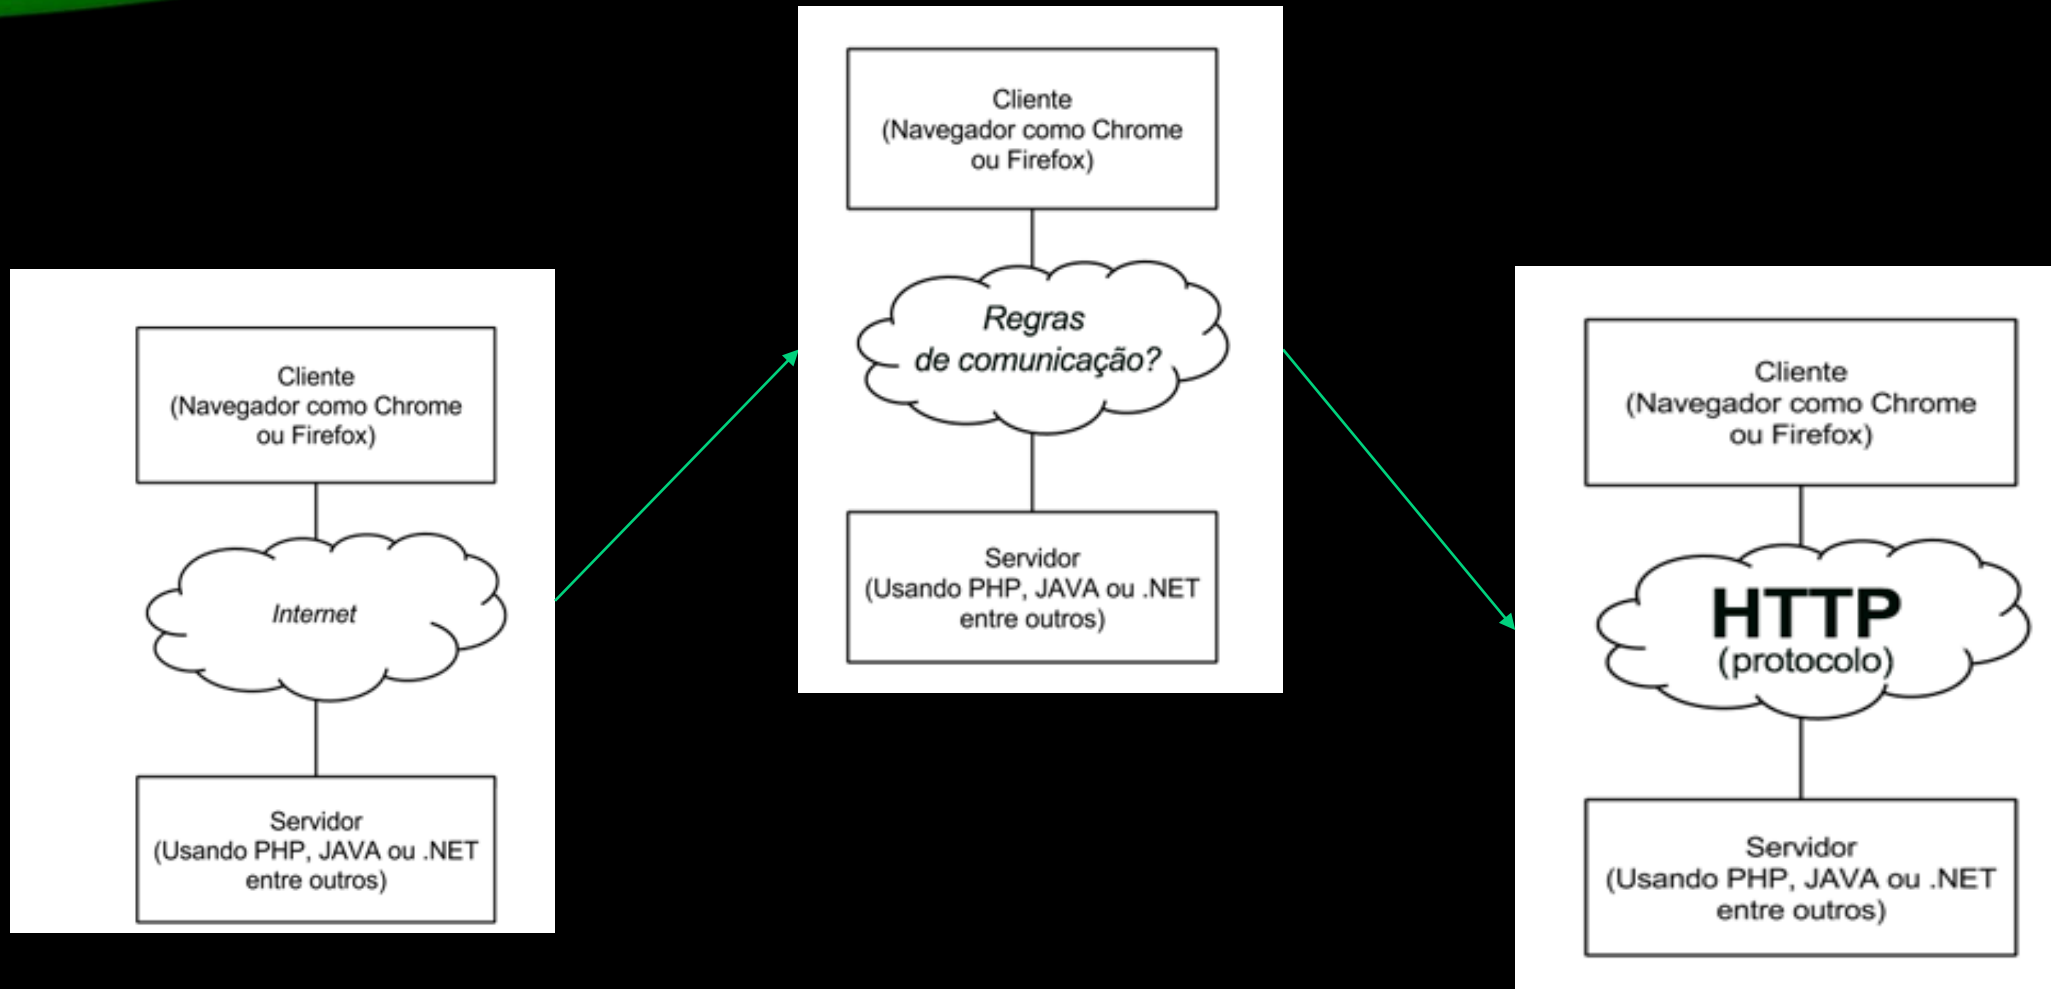 Cliente
(Navegador como Chrome
ou Firefox)
Internet
Servidor
(Usando PHP, JAVA ou .NET
entre outros)
Cliente
(Navegador como Chrome
ou Firefox)
Regras
de comunicação?
Servidor
(Usando PHP, JAVA ou .NET
entre outros)
Cliente
(Navegador como Chrome
ou Firefox)
HTTP
(protocolo)
Servidor
(Usando PHP, JAVA ou .NET
entre outros)